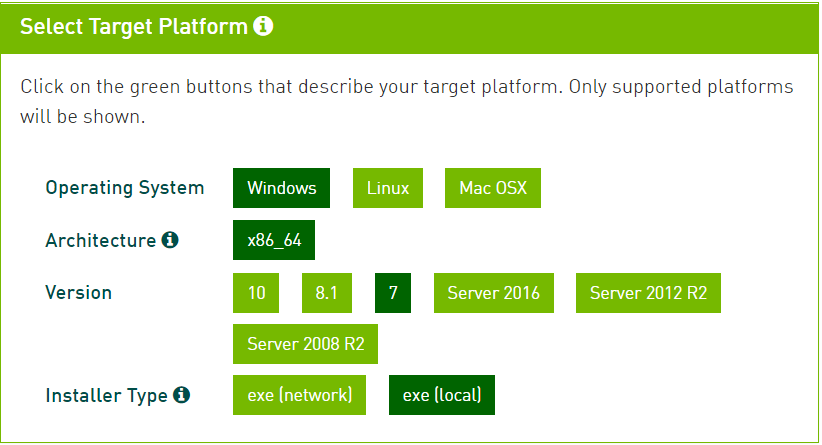 Select Target Platform
Click on the green buttons that describe your target platform. Only supported platforms
will be shown.
Operating System Windows Linux Mac OSX
Architecture x86_64
Version 10 8.1 7 Server 2016 Server 2012 R2
Server 2008 R2
Installer Type exe (network) exe (local)